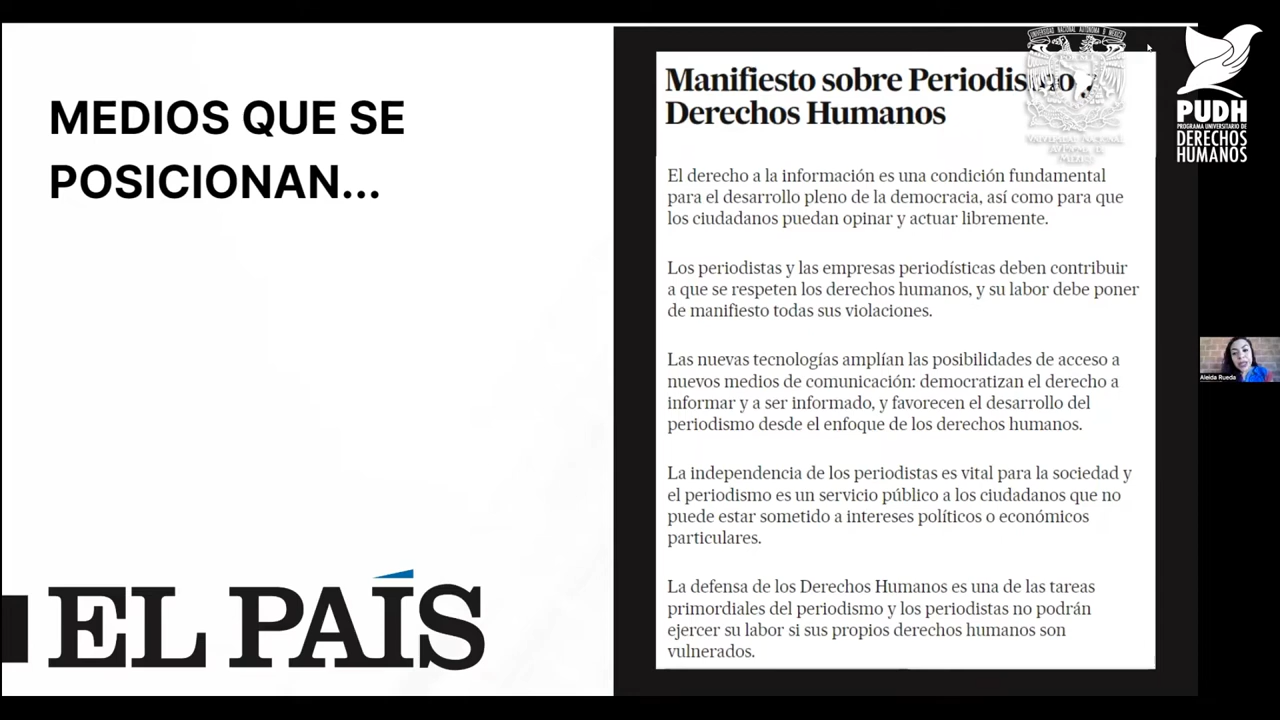 MEDIOS QUE SE
POSICIONAN...
EL PAÍS
Manifiesto sobre Periodismo y
Derechos Humanos
El derecho a la información es una condición fundamental
para el desarrollo pleno de la democracia, así como para que
los ciudadanos puedan opinar y actuar libremente.
Los periodistas y las empresas periodísticas deben contribuir
a que se respeten los derechos humanos, y su labor debe poner
de manifiesto todas sus violaciones.
Las nuevas tecnologías amplían las posibilidades de acceso a
nuevos medios de comunicación: democratizan el derecho a
informar y a ser informado, y favorecen el desarrollo del
periodismo desde el enfoque de los derechos humanos.
La independencia de los periodistas es vital para la sociedad y
el periodismo es un servicio público a los ciudadanos que no
puede estar sometido a intereses políticos o económicos
particulares.
La defensa de los Derechos Humanos es una de las tareas
primordiales del periodismo y los periodistas no podrán
ejercer su labor si sus propios derechos humanos son
vulnerados.
UNIVERSIDAD NACIONAL AUTÓNOMA DE MÉXICO
PUDH
PROGRAMA UNIVERSITARIO DE
DERECHOS
HUMANOS
Aleida Rueda